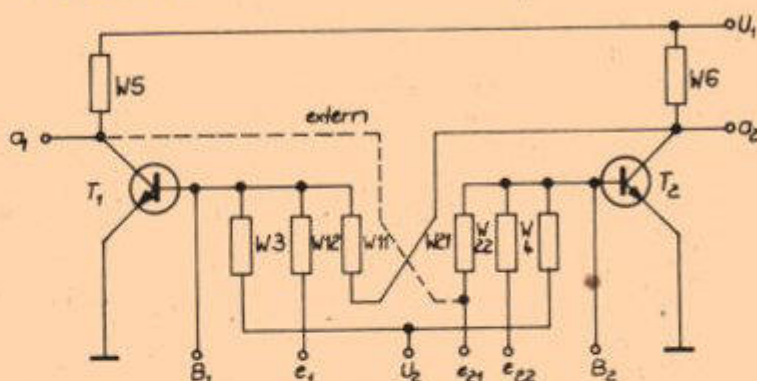 U₁
W5
W6
extern
a₁
a₂
T₁
T₂
W3
W12
W11
W21
W
22
W
4
B₁
e₁
U₂
e₂₁
e₂₂
B₂